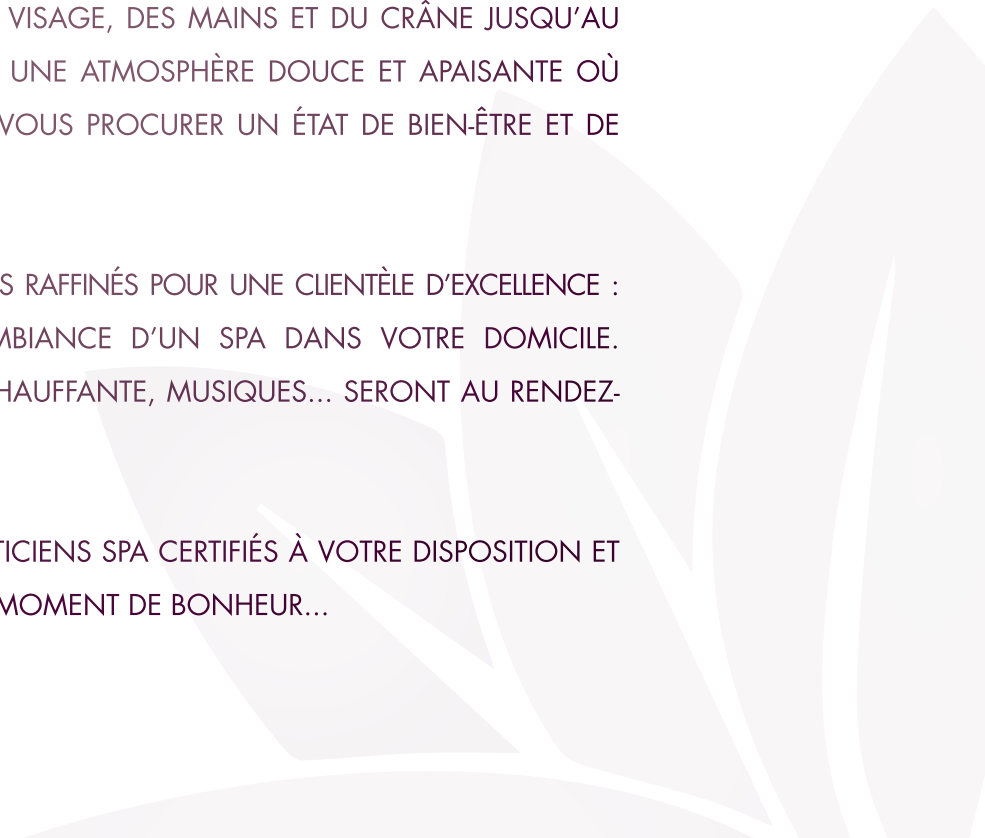 VISAGE, DES MAINS ET DU CRÂNE JUSQU'AU
UNE ATMOSPHÈRE DOUCE ET APAISANTE OÙ
VOUS PROCURER UN ÉTAT DE BIEN-ÊTRE ET DE
S RAFFINÉS POUR UNE CLIENTÈLE D'EXCELLENCE :
MBIANCE D'UN SPA DANS VOTRE DOMICILE.
HAUFFANTE, MUSIQUES... SERONT AU RENDEZ-
TICIENS SPA CERTIFIÉS À VOTRE DISPOSITION ET
MOMENT DE BONHEUR...